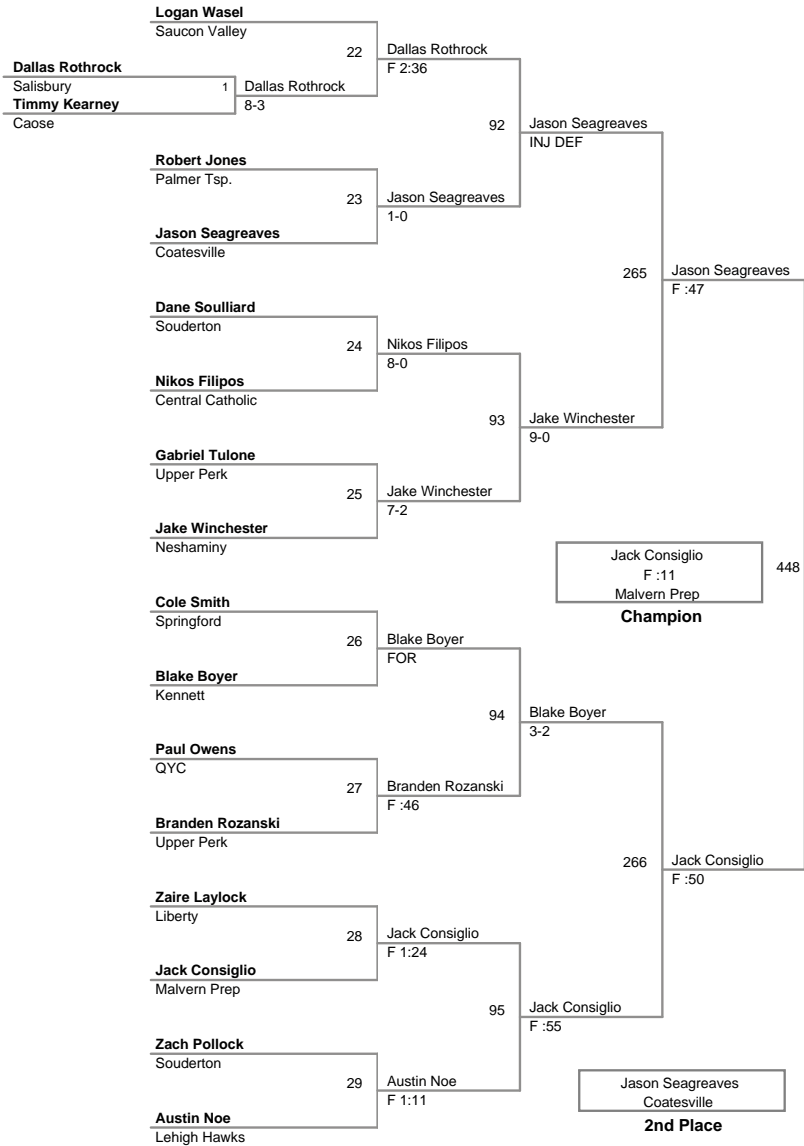 Logan Wasel
Saucon Valley
22
Dallas Rothrock
F 2:36
Dallas Rothrock
Salisbury
1
Dallas Rothrock
8-3
Timmy Kearney
Caose
92
Jason Seagreaves
INJ DEF
Robert Jones
Palmer Tsp.
23
Jason Seagreaves
1-0
Jason Seagreaves
Coatesville
265
Jason Seagreaves
F :47
Dane Soulliard
Souderton
24
Nikos Filipos
8-0
Nikos Filipos
Central Catholic
93
Jake Winchester
9-0
Gabriel Tulone
Upper Perk
25
Jake Winchester
7-2
Jake Winchester
Neshaminy
Jack Consiglio
F :11
Malvern Prep
448
Champion
Cole Smith
Springford
26
Blake Boyer
FOR
Blake Boyer
Kennett
94
Blake Boyer
3-2
Paul Owens
QYC
27
Branden Rozanski
F :46
Branden Rozanski
Upper Perk
266
Jack Consiglio
F :50
Zaire Laylock
Liberty
28
Jack Consiglio
F 1:24
Jack Consiglio
Malvern Prep
95
Jack Consiglio
F :55
Zach Pollock
Souderton
29
Austin Noe
F 1:11
Austin Noe
Lehigh Hawks
Jason Seagreaves
Coatesville
2nd Place